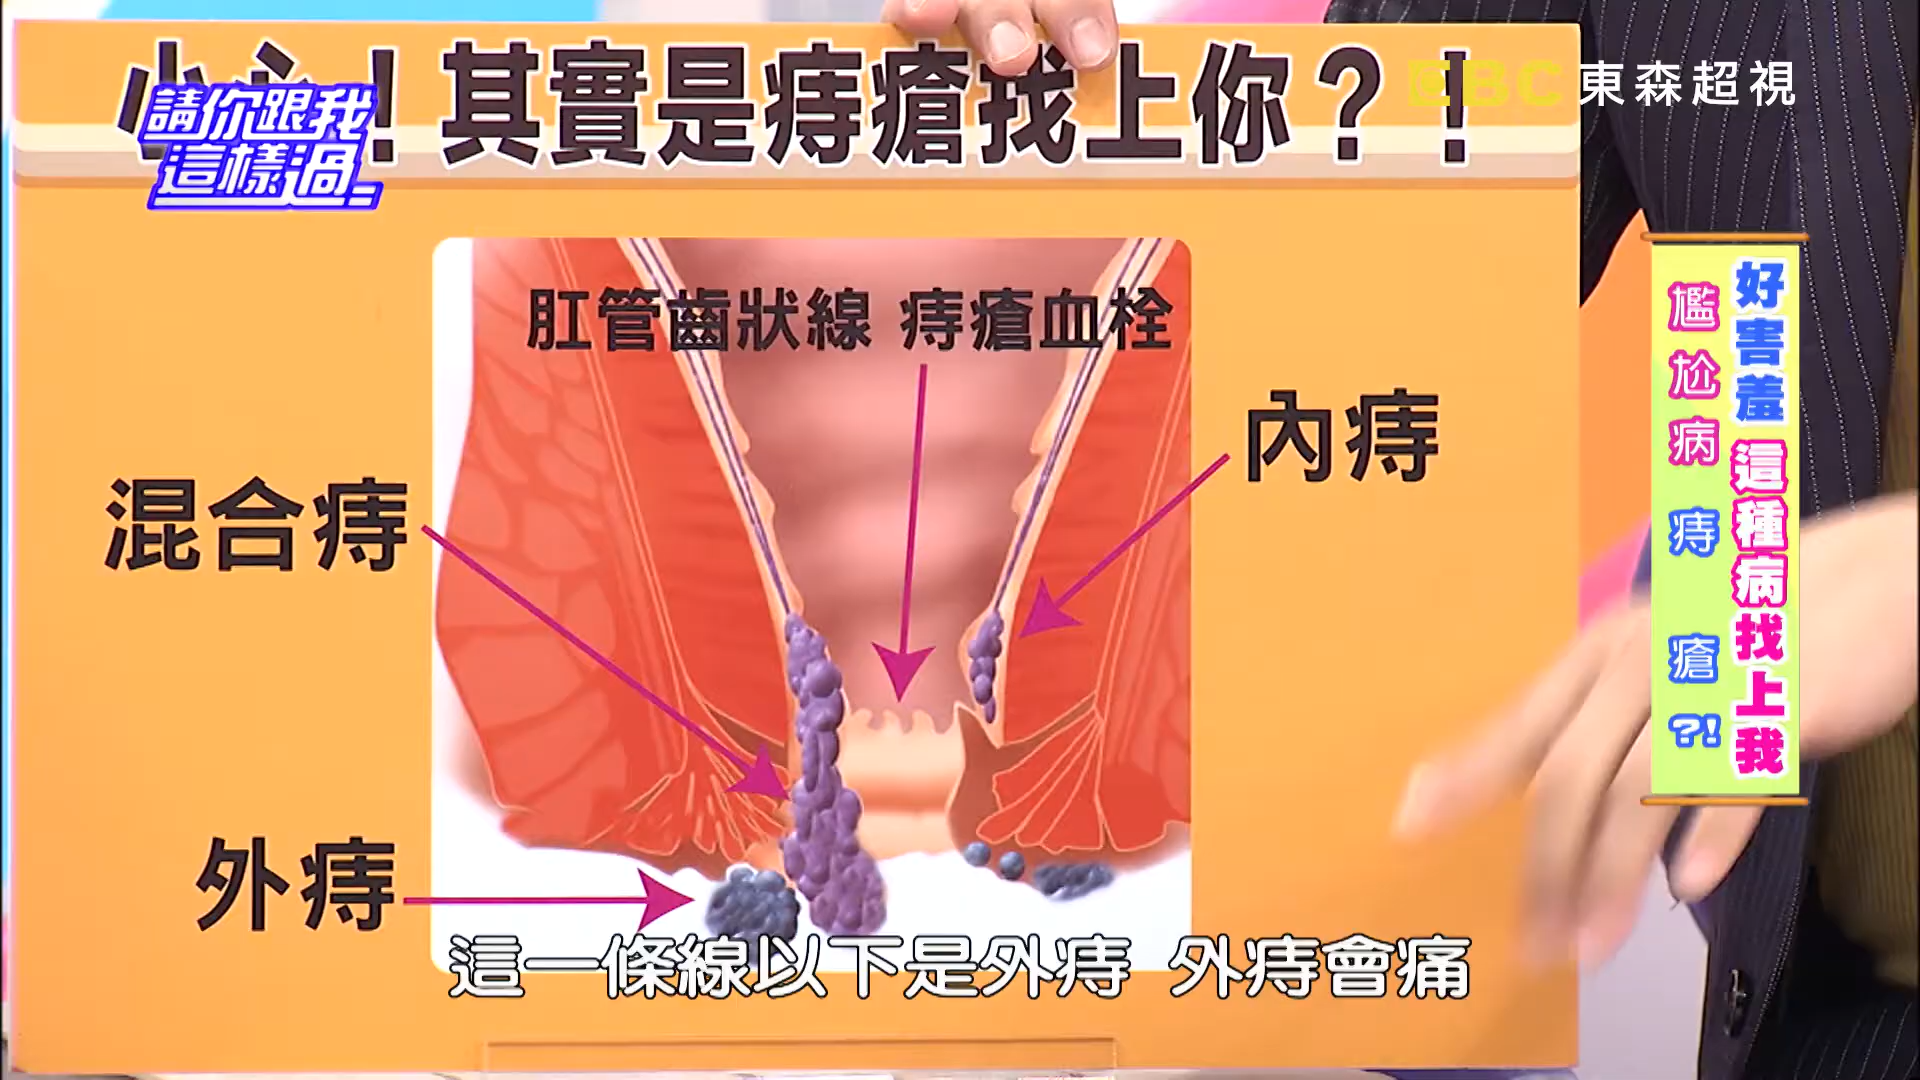 小心！其實是痔瘡找上你？！
請你跟我
這樣過
EBC 東森超視
肛管齒狀線 痔瘡血栓
內痔
混合痔
外痔
好害羞 這種病找上我
尷尬病 痔瘡?!
這一條線以下是外痔 外痔會痛